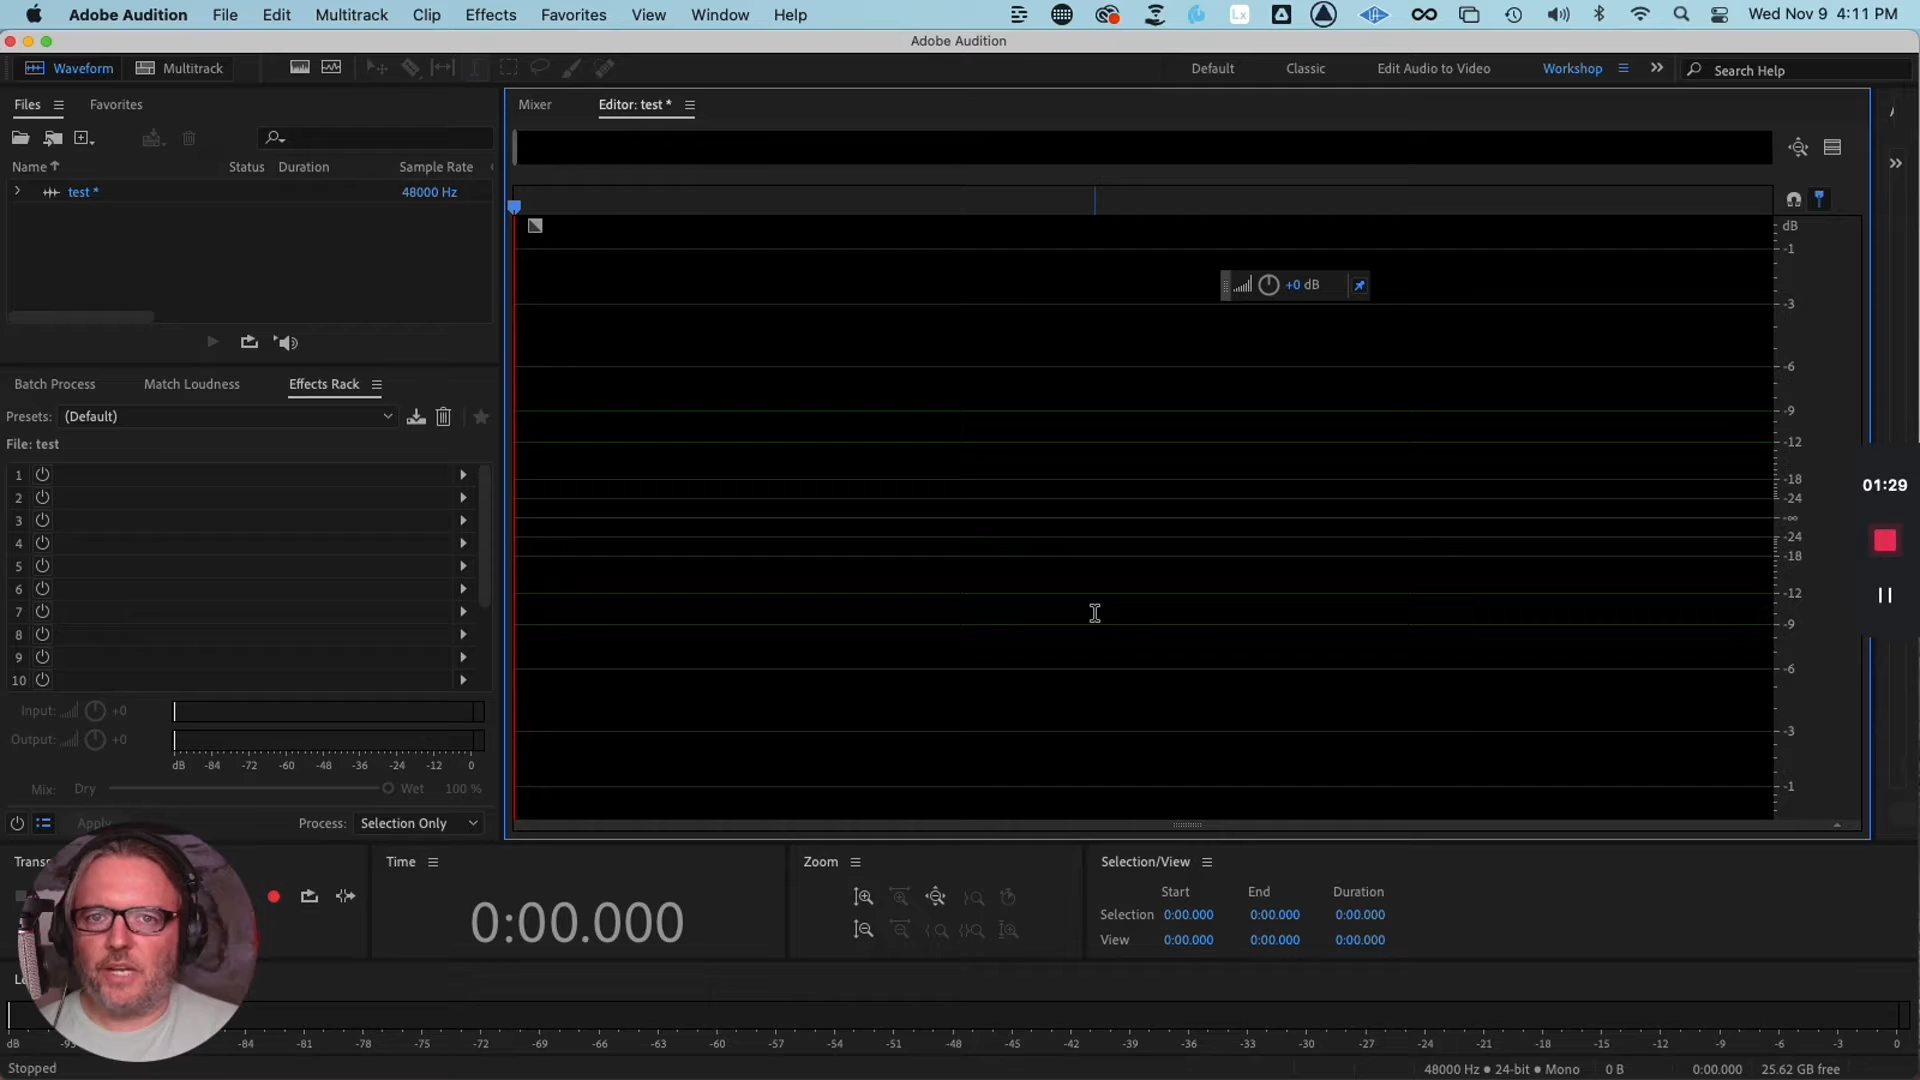 Adobe Audition File Edit Multitrack Clip Effects Favorites View Window Help Lx Wed Nov 9 4:11 PM
Adobe Audition
Waveform Multitrack Default Classic Edit Audio to Video Workshop Search Help
Files Favorites
Name Status Duration Sample Rate
test * 48000 Hz
Mixer Editor: test *
dB
-1
+0 dB
-3
-6
-9
-12
-18
-24
-∞
-24
-18
-12
-9
-6
-3
-1
01:29
Batch Process Match Loudness Effects Rack
Presets: (Default)
File: test
1
2
3
4
5
6
7
8
9
10
Input: +0
Output: +0
dB -84 -72 -60 -48 -36 -24 -12 0
Mix: Dry Wet 100 %
Apply Process: Selection Only
Time
0:00.000
Zoom
Selection/View
Start End Duration
Selection 0:00.000 0:00.000 0:00.000
View 0:00.000 0:00.000 0:00.000
dB -84 -81 -78 -75 -72 -69 -66 -63 -60 -57 -54 -51 -48 -45 -42 -39 -36 -33 -30 -27 -24 -21 -18 -15 -12 -9 -6 -3 0
Stopped 48000 Hz • 24-bit • Mono 0 B 0:00.000 25.62 GB free